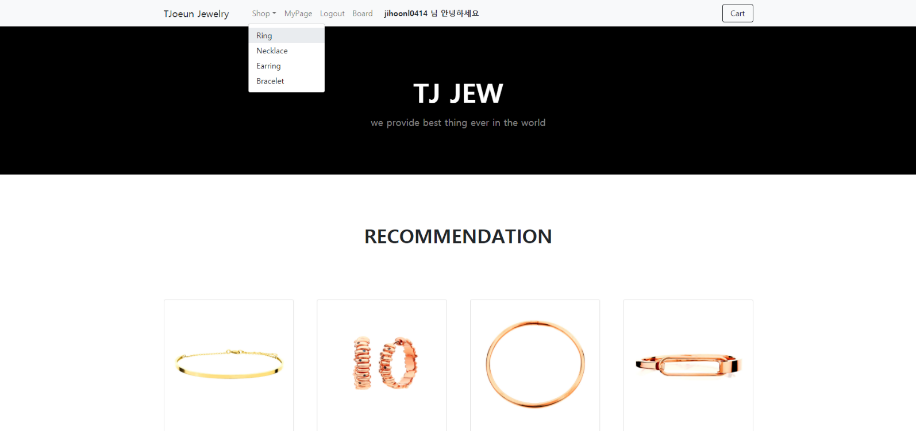 TJoeun Jewelry Shop MyPage Logout Board jihoonl0414 님 안녕하세요 Cart
Ring
Necklace
Earring
Bracelet
TJ JEW
we provide best thing ever in the world
RECOMMENDATION